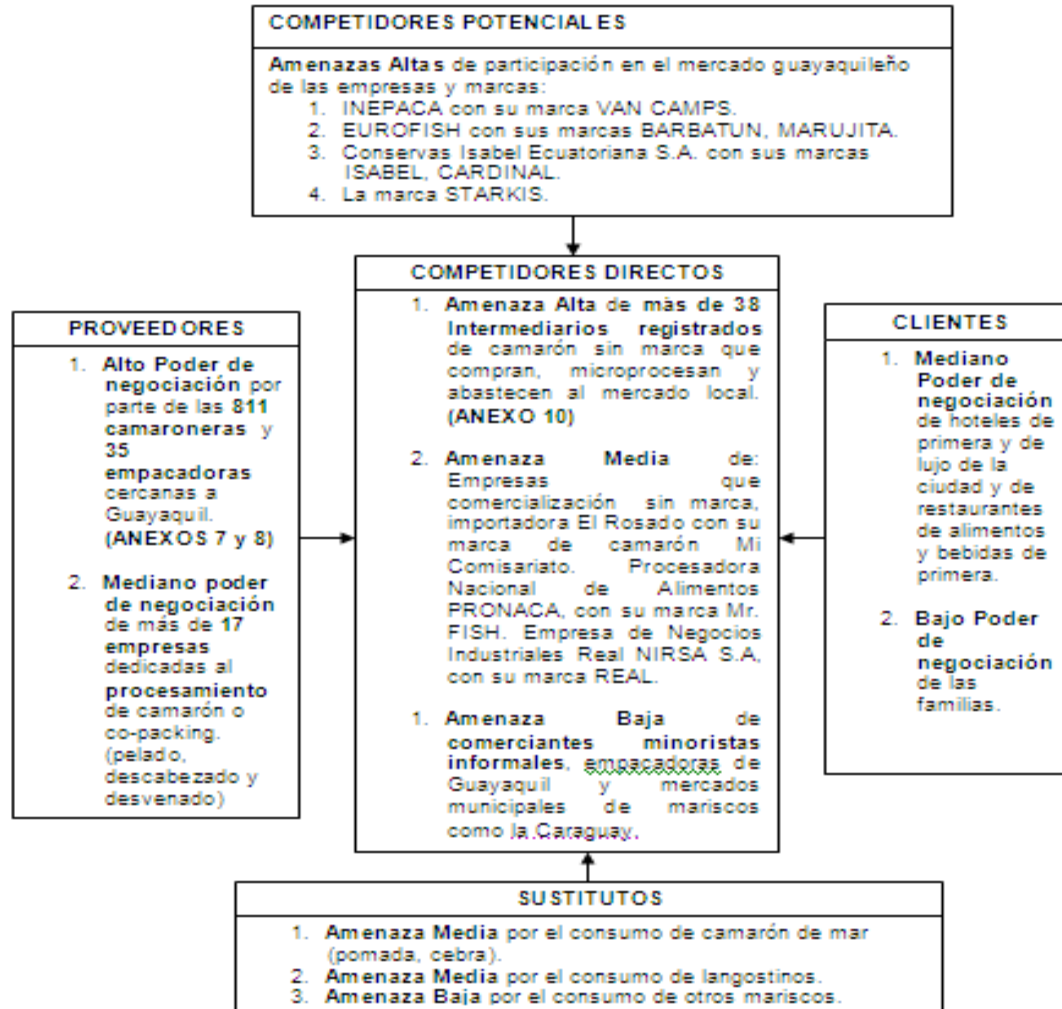 COMPETIDORES POTENCIALES
Amenazas Altas de participación en el mercado guayaquileño
de las empresas y marcas:
1. INEPACA con su marca VAN CAMPS.
2. EUROFISH con sus marcas BARBATUN, MARUJITA.
3. Conservas Isabel Ecuatoriana S.A. con sus marcas
ISABEL, CARDINAL.
4. La marca STARKIS.
PROVEEDORES
1. Alto Poder de
negociación por
parte de las 811
camaroneras y
35
empacadoras
cercanas a
Guayaquil.
(ANEXOS 7 y 8)
2. Mediano poder
de negociación
de más de 17
empresas
dedicadas al
procesamiento
de camarón o
co-packing.
(pelado,
descabezado y
desvenado)
COMPETIDORES DIRECTOS
1. Amenaza Alta de màs de 38
Intermediarios registrados
de camarón sin marca que
compran, microprocesan y
abastecen al mercado local.
(ANEXO 10)
2. Amenaza Media de:
Empresas que
comercialización sin marca,
importadora El Rosado con su
marca de camarón Mi
Comisariato. Procesadora
Nacional de Alimentos
PRONACA, con su marca Mr.
FISH. Empresa de Negocios
Industriales Real NIRSA S.A,
con su marca REAL.
1. Amenaza Baja de
comerciantes minoristas
informales, empacadoras de
Guayaquil y mercados
municipales de mariscos
como la Caraguay.
CLIENTES
1. Mediano
Poder de
negociación
de hoteles de
primera y de
lujo de la
ciudad y de
restaurantes
de alimentos
y bebidas de
primera.
2. Bajo Poder
de
negociación
de las
familias.
SUSTITUTOS
1. Amenaza Media por el consumo de camarón de mar
(pomada, cebra).
2. Amenaza Media por el consumo de langostinos.
3. Amenaza Baja por el consumo de otros mariscos.